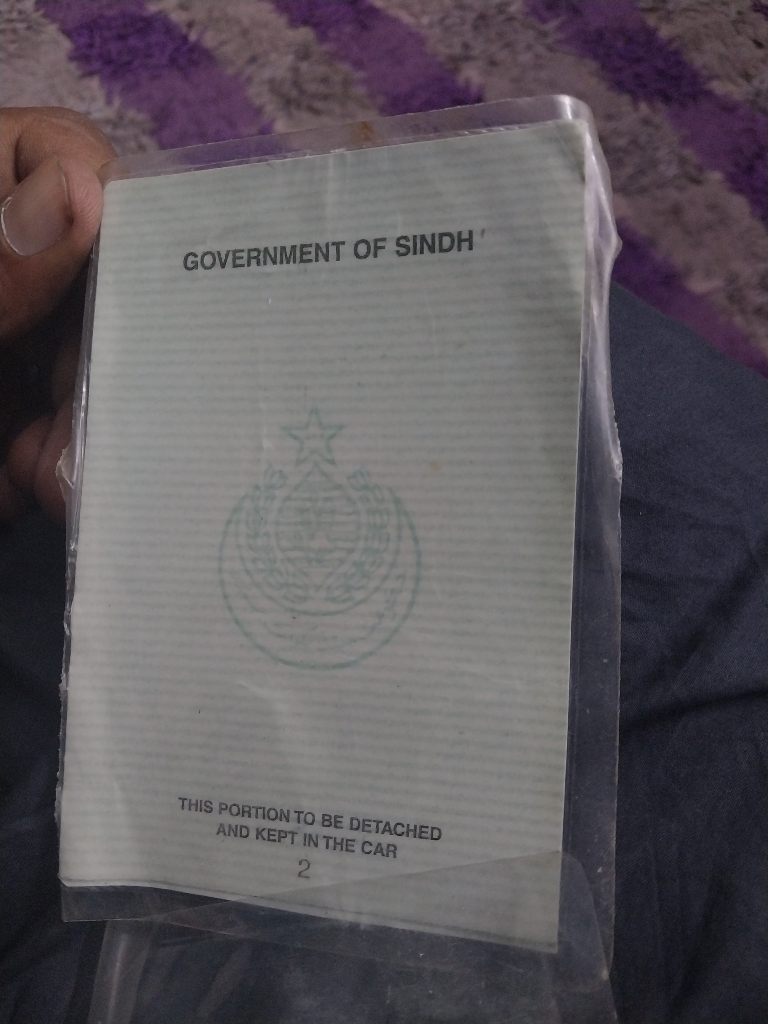 GOVERNMENT OF SINDH
THIS PORTION TO BE DETACHED
AND KEPT IN THE CAR
2